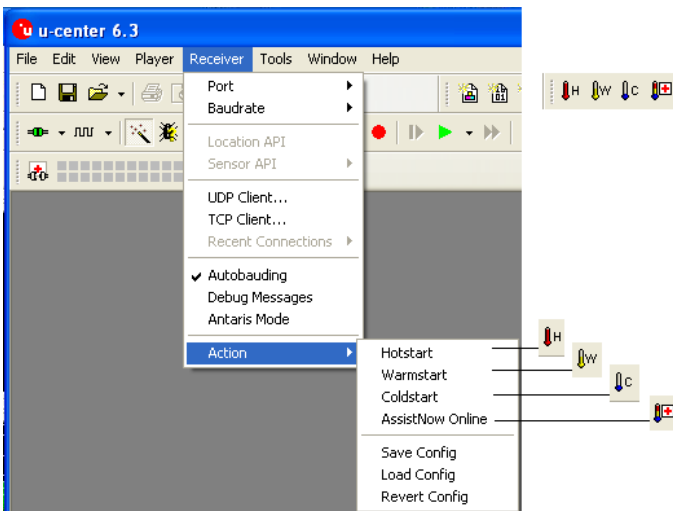 u u-center 6.3
File Edit View Player Receiver Tools Window Help
H W C
Port
Baudrate
Location API
Sensor API
UDP Client...
TCP Client...
Recent Connections
Autobauding
Debug Messages
Antaris Mode
Action
Hotstart H
Warmstart W
Coldstart C
AssistNow Online
Save Config
Load Config
Revert Config